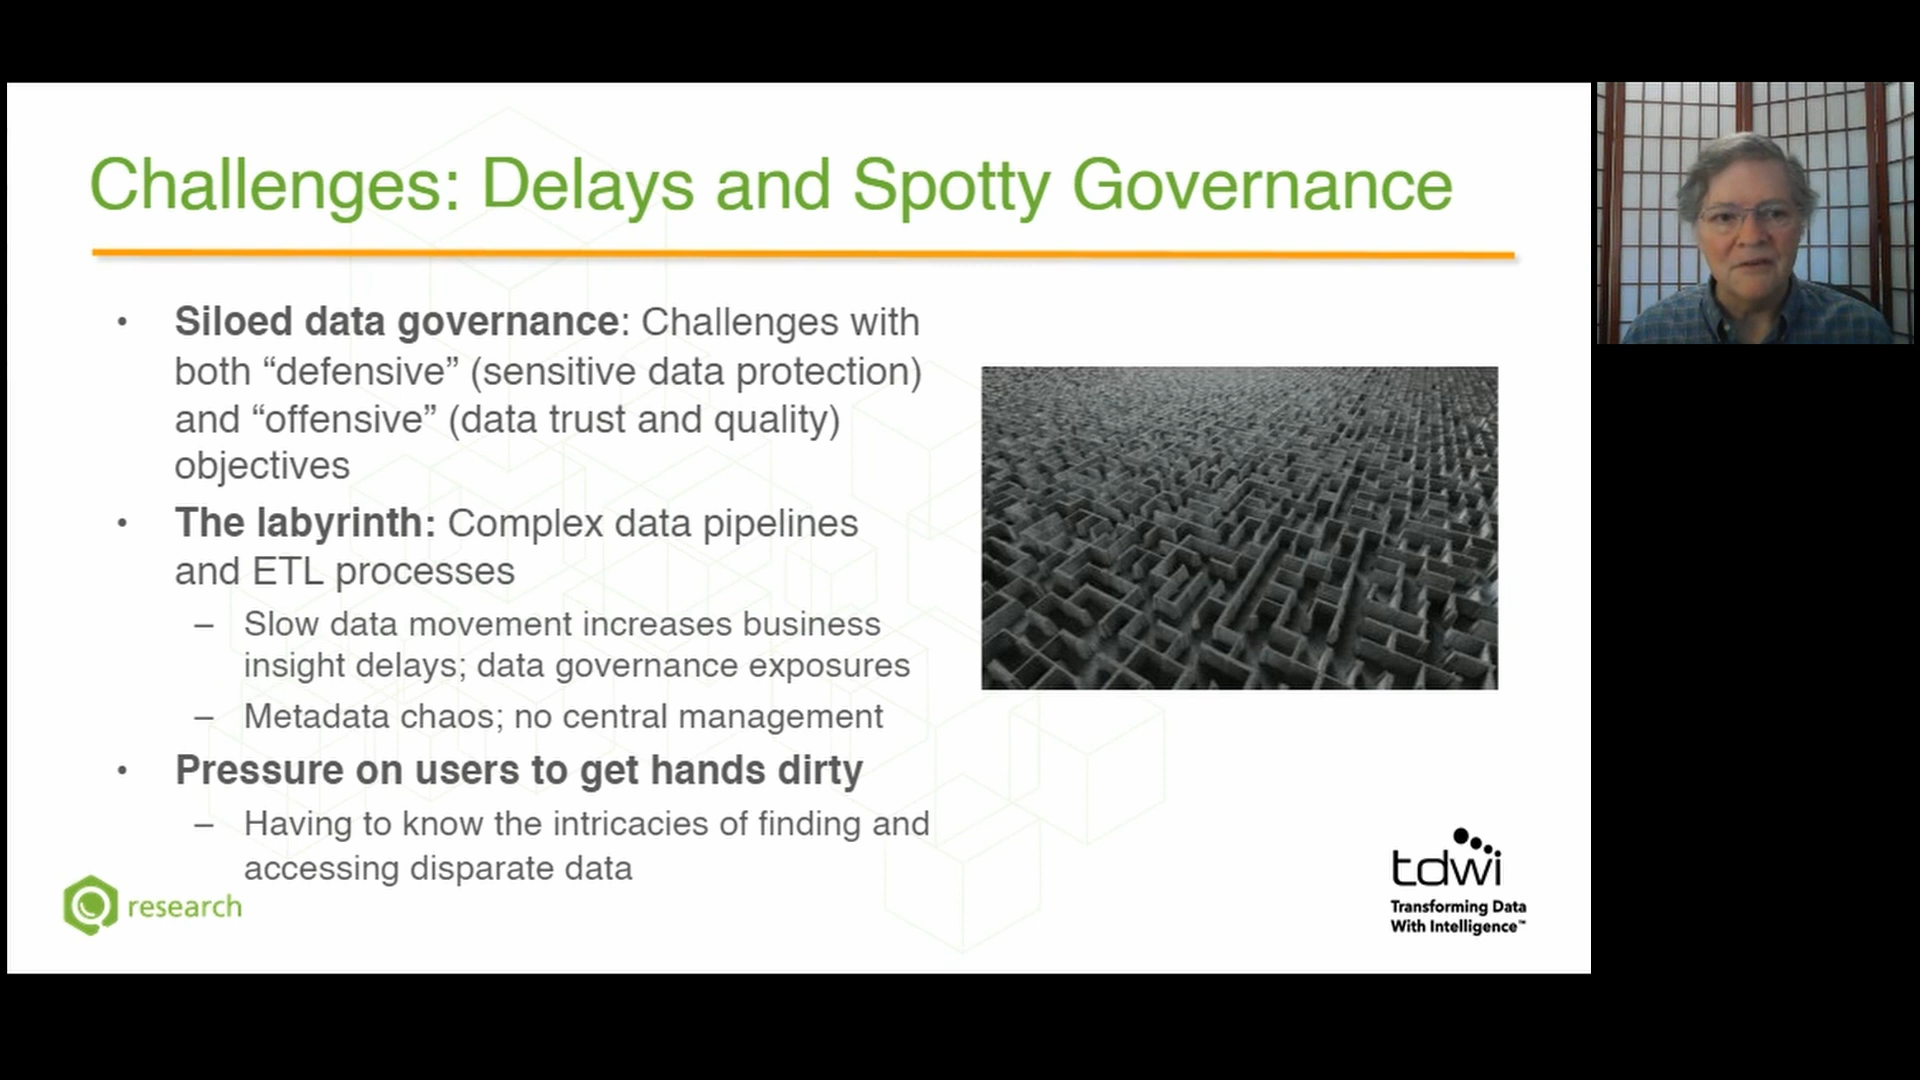 Challenges: Delays and Spotty Governance
• Siloed data governance: Challenges with
both “defensive” (sensitive data protection)
and “offensive” (data trust and quality)
objectives
• The labyrinth: Complex data pipelines
and ETL processes
– Slow data movement increases business
insight delays; data governance exposures
– Metadata chaos; no central management
• Pressure on users to get hands dirty
– Having to know the intricacies of finding and
accessing disparate data
research
tdwi
Transforming Data
With Intelligence™